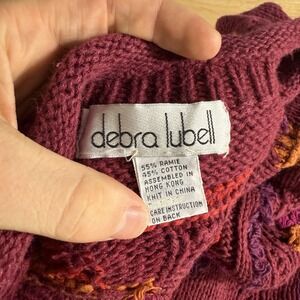 debra lubell
55% RAMIE
45% COTTON
ASSEMBLED IN
HONG KONG
KNIT IN CHINA
CARE INSTRUCTION
ON BACK